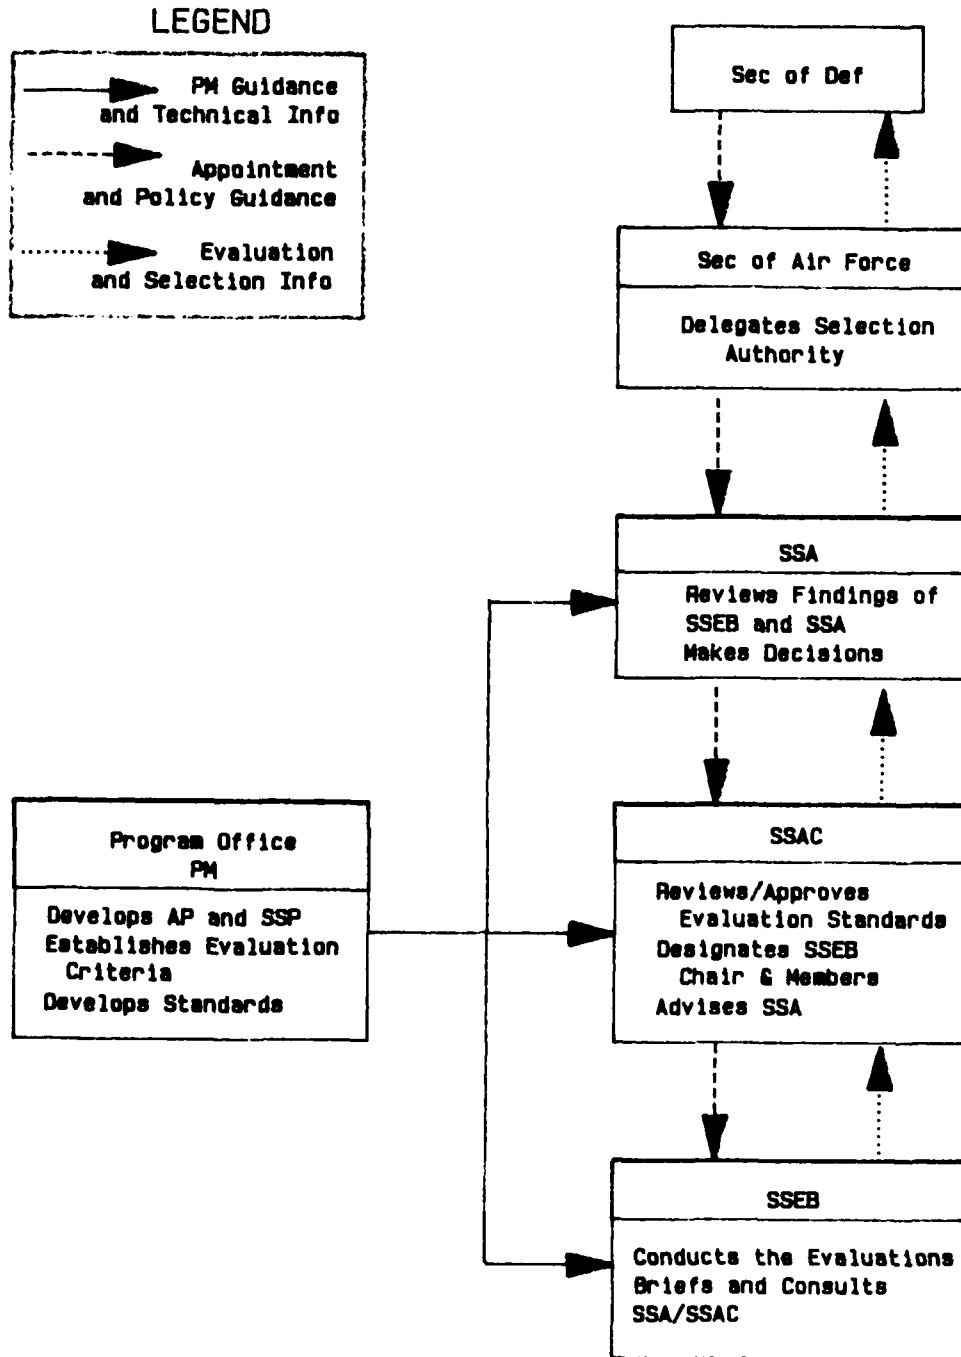 LEGEND
PM Guidance
and Technical Info
Appointment
and Policy Guidance
Evaluation
and Selection Info
Sec of Def
Sec of Air Force
Delegates Selection
Authority
SSA
Reviews Findings of
SSEB and SSA
Makes Decisions
Program Office
PM
Develops AP and SSP
Establishes Evaluation
Criteria
Develops Standards
SSAC
Reviews/Approves
Evaluation Standards
Designates SSEB
Chair & Members
Advises SSA
SSEB
Conducts the Evaluations
Briefs and Consults
SSA/SSAC